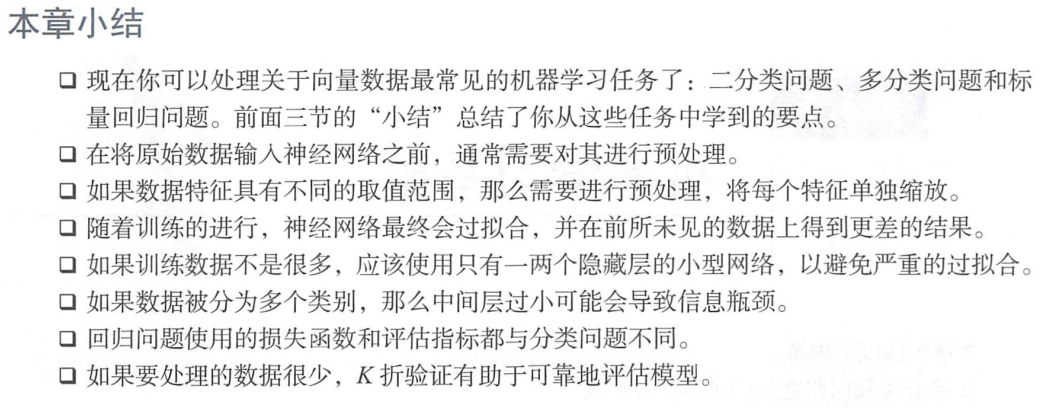 本章小结
❑ 现在你可以处理关于向量数据最常见的机器学习任务了：二分类问题、多分类问题和标
量回归问题。前面三节的“小结”总结了你从这些任务中学到的要点。
❑ 在将原始数据输入神经网络之前，通常需要对其进行预处理。
❑ 如果数据特征具有不同的取值范围，那么需要进行预处理，将每个特征单独缩放。
❑ 随着训练的进行，神经网络最终会过拟合，并在前所未见的数据上得到更差的结果。
❑ 如果训练数据不是很多，应该使用只有一两个隐藏层的小型网络，以避免严重的过拟合。
❑ 如果数据被分为多个类别，那么中间层过小可能会导致信息瓶颈。
❑ 回归问题使用的损失函数和评估指标都与分类问题不同。
❑ 如果要处理的数据很少，K 折验证有助于可靠地评估模型。